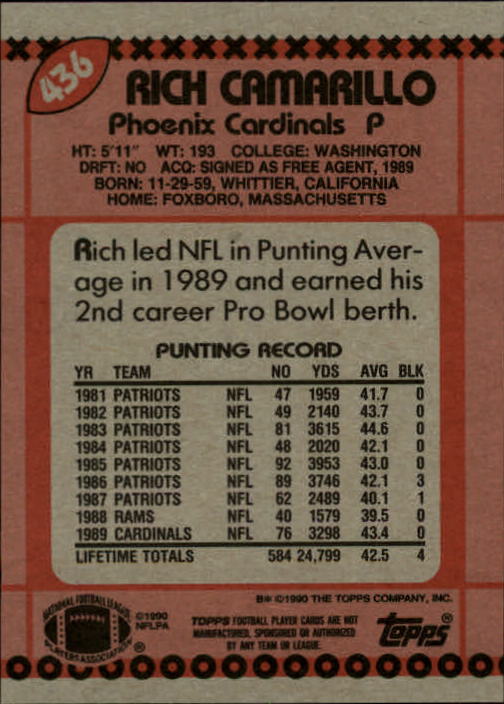 436
RICH CAMARILLO
Phoenix Cardinals P
HT: 5'11" WT: 193 COLLEGE: WASHINGTON
DRFT: NO ACQ: SIGNED AS FREE AGENT, 1989
BORN: 11-29-59, WHITTIER, CALIFORNIA
HOME: FOXBORO, MASSACHUSETTS
Rich led NFL in Punting Aver-
age in 1989 and earned his
2nd career Pro Bowl berth.
PUNTING RECORD
YR TEAM NO YDS AVG BLK
1981 PATRIOTS NFL 47 1959 41.7 0
1982 PATRIOTS NFL 49 2140 43.7 0
1983 PATRIOTS NFL 81 3615 44.6 0
1984 PATRIOTS NFL 48 2020 42.1 0
1985 PATRIOTS NFL 92 3953 43.0 0
1986 PATRIOTS NFL 89 3746 42.1 3
1987 PATRIOTS NFL 62 2489 40.1 1
1988 RAMS NFL 40 1579 39.5 0
1989 CARDINALS NFL 76 3298 43.4 0
LIFETIME TOTALS 584 24,799 42.5 4
B* ©1990 THE TOPPS COMPANY, INC.
NATIONAL FOOTBALL LEAGUE
PLAYERS ASSOCIATION
®
©1990
NFLPA
TOPPS FOOTBALL PLAYER CARDS ARE NOT
MANUFACTURED, SPONSORED OR AUTHORIZED
BY ANY TEAM OR LEAGUE.
topps®